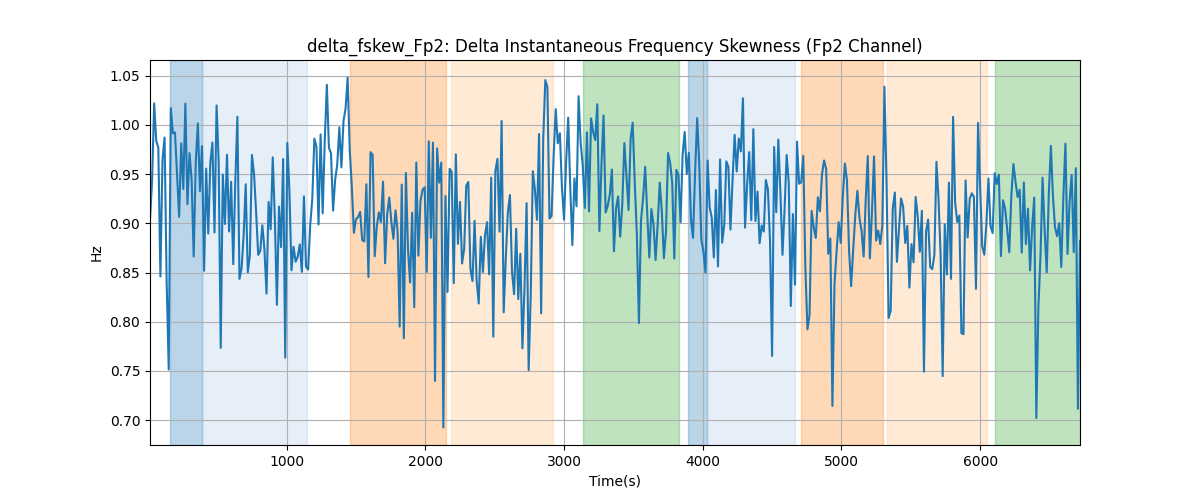 delta_fskew_Fp2: Delta Instantaneous Frequency Skewness (Fp2 Channel)
1.05
1.00
0.95
0.90
0.85
0.80
0.75
0.70
Hz
1000 2000 3000 4000 5000 6000
Time(s)